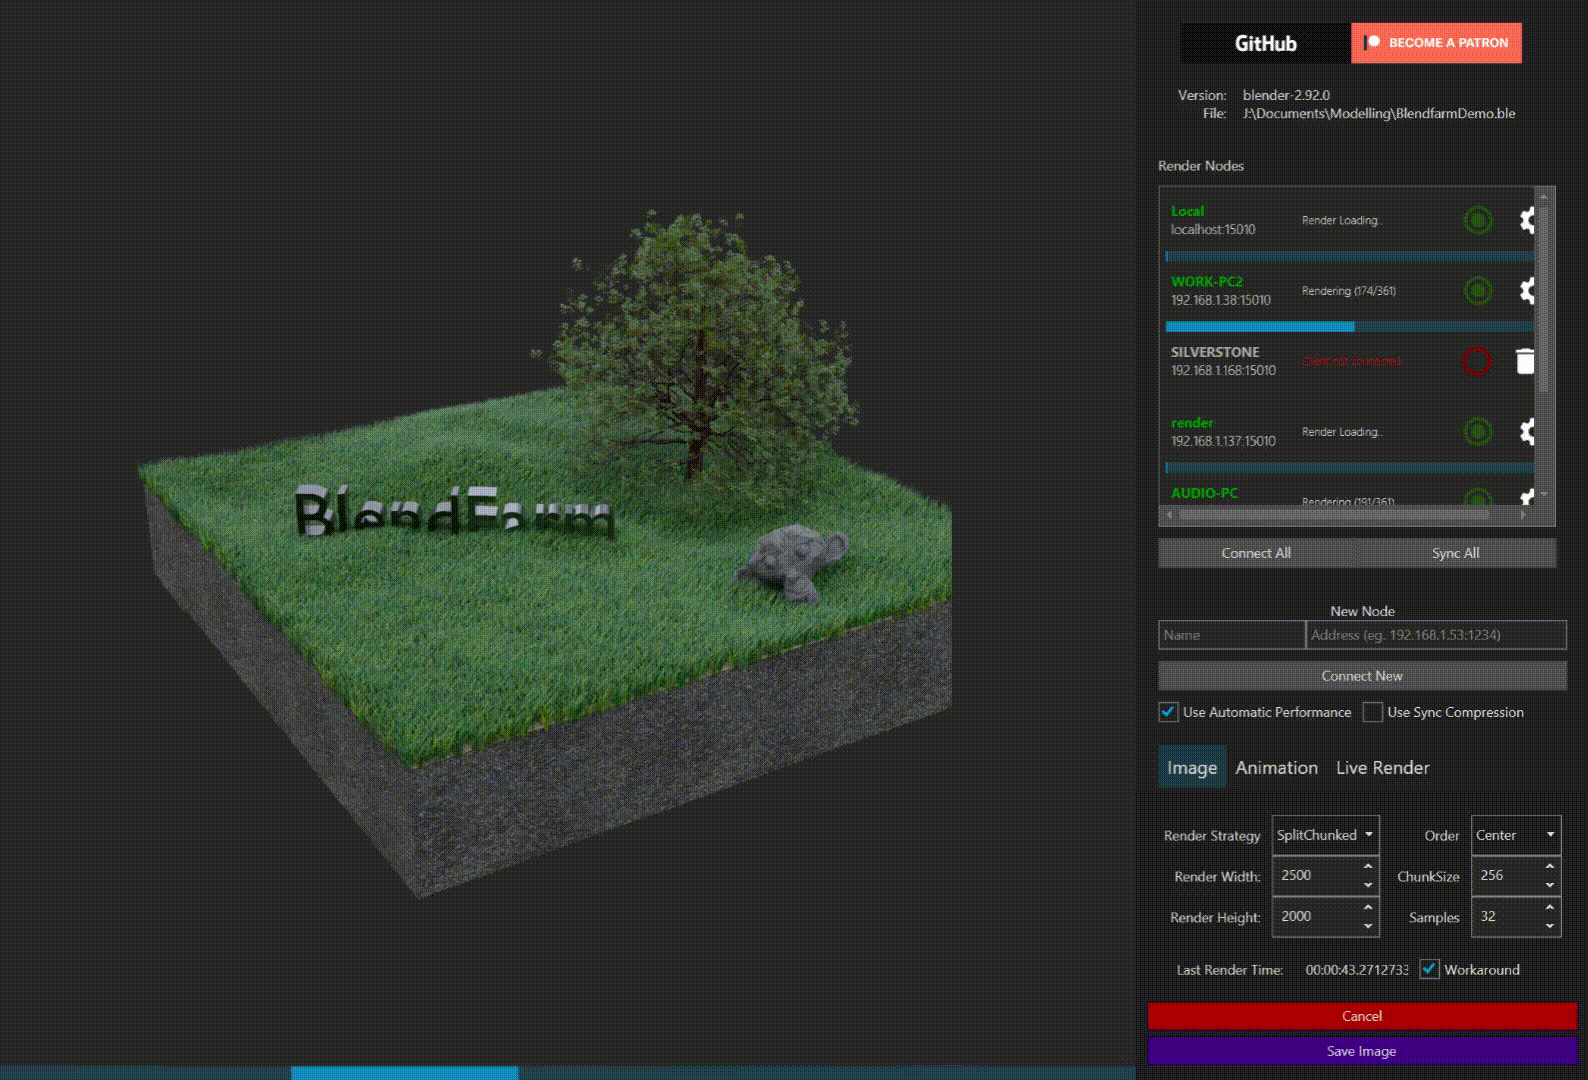 GitHub
BECOME A PATRON
Version: blender-2.92.0
File: J:\Documents\Modelling\BlendfarmDemo.ble
Render Nodes
Local
localhost:15010
Render Loading..
WORK-PC2
192.168.1.38:15010
Rendering (174/361)
SILVERSTONE
192.168.1.168:15010
Client not connected
render
192.168.1.137:15010
Render Loading..
AUDIO-PC
Rendering (191/361)
Connect All
Sync All
New Node
Name
Address (eg. 192.168.1.53:1234)
Connect New
Use Automatic Performance
Use Sync Compression
Image Animation Live Render
Render Strategy SplitChunked Order Center
Render Width: 2500 ChunkSize 256
Render Height: 2000 Samples 32
Last Render Time: 00:00:43.2712733 Workaround
Cancel
Save Image
BlendFarm